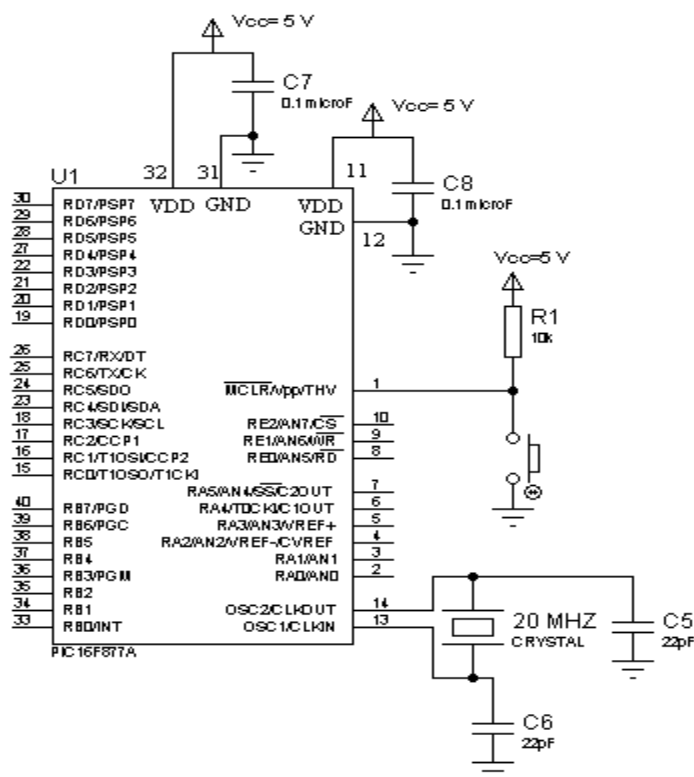 Vcc= 5 V
C7
0.1microF
Vcc= 5 V
U1
32
31
11
C8
0.1microF
VDD
GND
VDD
GND
12
30 RD7/PSP7
29 RD6/PSP6
28 RD5/PSP5
27 RD4/PSP4
22 RD3/PSP3
21 RD2/PSP2
20 RD1/PSP1
19 RD0/PSP0
Vcc=5 V
R1
10k
26 RC7/RX/DT
25 RC6/TX/CK
24 RC5/SDO
23 RC4/SDI/SDA
18 RC3/SCK/SCL
17 RC2/CCP1
16 RC1/T1OSI/CCP2
15 RC0/T1OSO/T1CKI
MCLR/Vpp/THV 1
RE2/AN7/CS 10
RE1/AN6/WR 9
RE0/AN5/RD 8
RA5/AN4/SS/C2OUT 7
RA4/T0CKI/C1OUT 6
RA3/AN3/VREF+ 5
RA2/AN2/VREF-/CVREF 4
RA1/AN1 3
RA0/AN0 2
40 RB7/PGD
39 RB6/PGC
38 RB5
37 RB4
36 RB3/PGM
35 RB2
34 RB1
33 RB0/INT
OSC2/CLKOUT 14
OSC1/CLKIN 13
PIC16F877A
20 MHZ
CRYSTAL
C5
22pF
C6
22pF